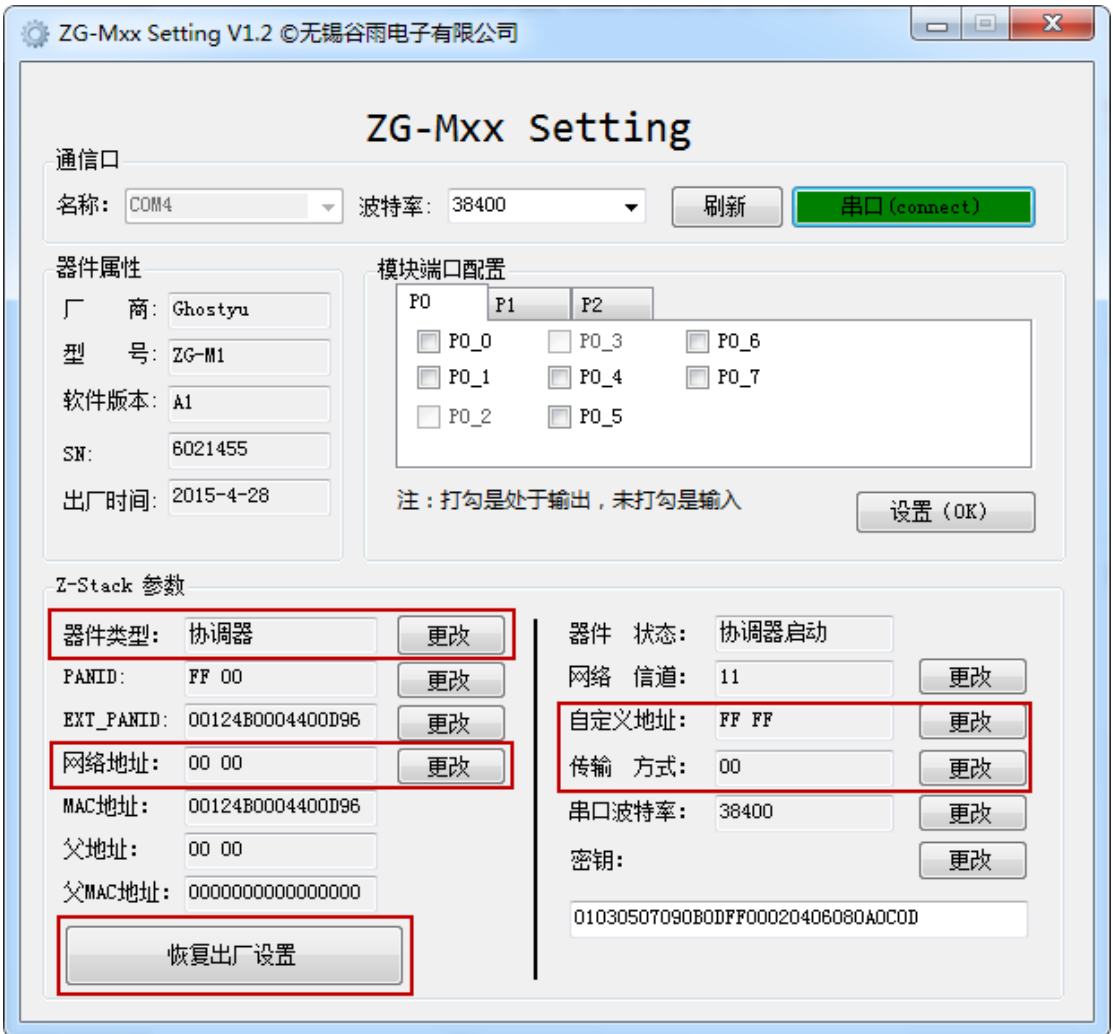 ZG-Mxx Setting V1.2 ©无锡谷雨电子有限公司
ZG-Mxx Setting
通信口
名称: COM4 波特率: 38400 刷新 串口(connect)
器件属性
厂 商: Ghostyu
型 号: ZG-M1
软件版本: A1
SN: 6021455
出厂时间: 2015-4-28
模块端口配置
P0 P1 P2
P0_0 P0_3 P0_6
P0_1 P0_4 P0_7
P0_2 P0_5
注:打勾是处于输出,未打勾是输入
设置 (OK)
Z-Stack 参数
器件类型: 协调器 更改
PANID: FF 00 更改
EXT_PANID: 00124B0004400D96 更改
网络地址: 00 00 更改
MAC地址: 00124B0004400D96
父地址: 00 00
父MAC地址: 0000000000000000
恢复出厂设置
器件 状态: 协调器启动
网络 信道: 11 更改
自定义地址: FF FF 更改
传输 方式: 00 更改
串口波特率: 38400 更改
密钥: 更改
01030507090B0DFF00020406080A0C0D